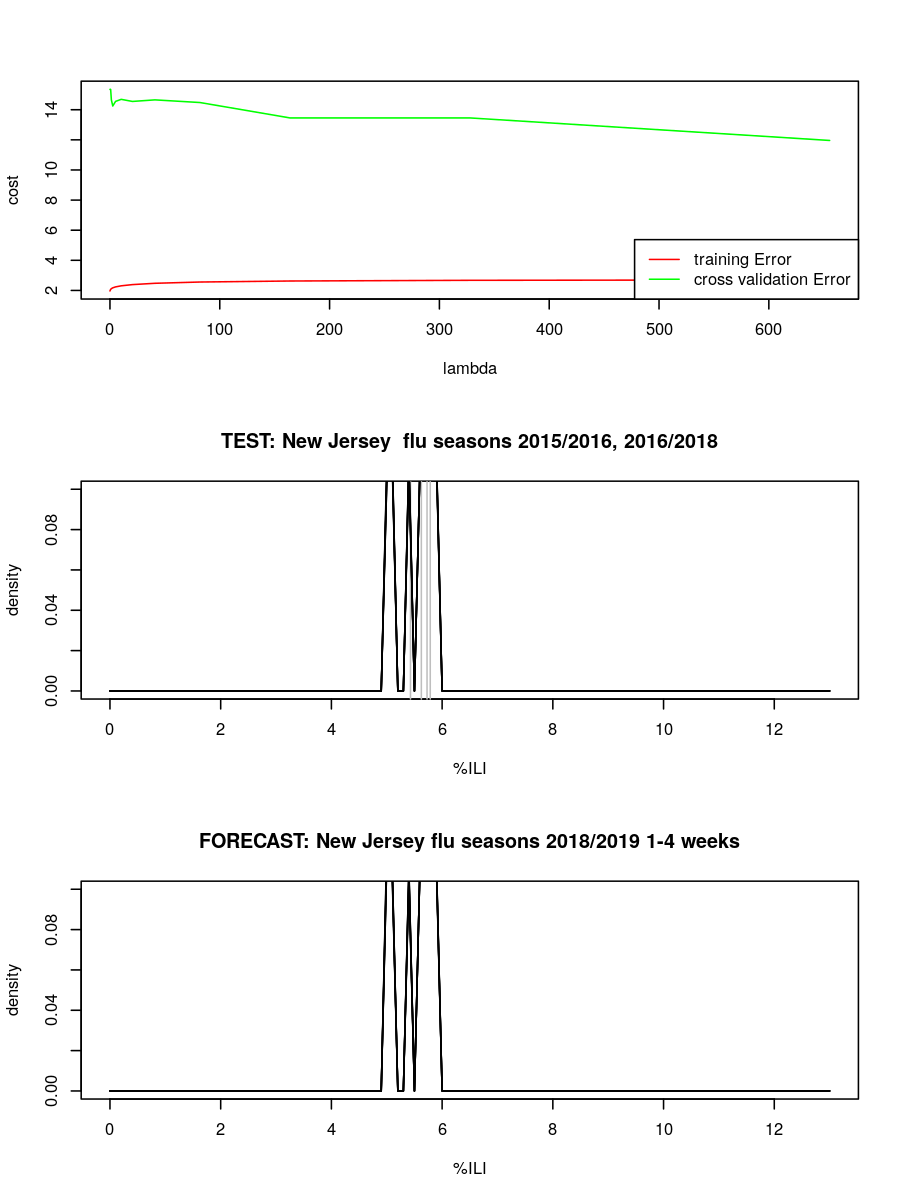 14
10
8
6
4
2
cost
training Error
cross validation Error
0 100 200 300 400 500 600
lambda
TEST: New Jersey  flu seasons 2015/2016, 2016/2018
0.08
0.04
0.00
density
0 2 4 6 8 10 12
%ILI
FORECAST: New Jersey flu seasons 2018/2019 1-4 weeks
0.08
0.04
0.00
density
0 2 4 6 8 10 12
%ILI